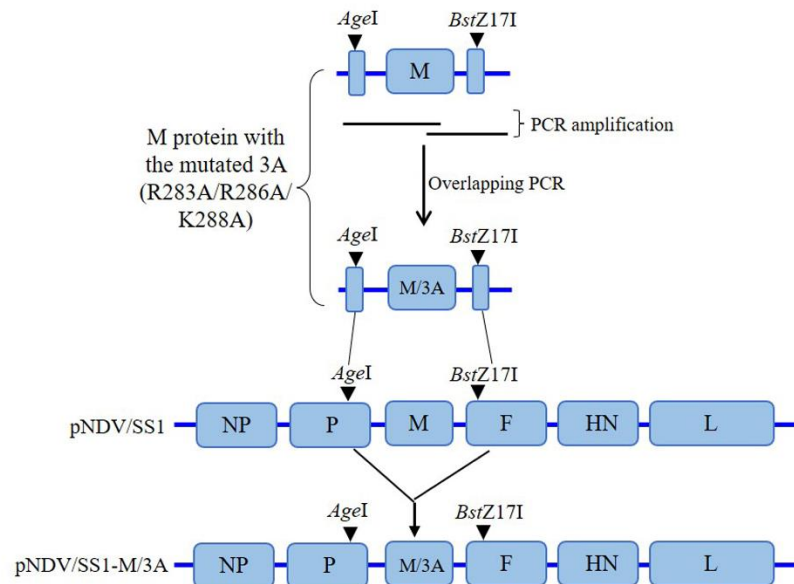 AgeI
BstZ17I
M
PCR amplification
M protein with
the mutated 3A
(R283A/R286A/
K288A)
Overlapping PCR
AgeI
BstZ17I
M/3A
AgeI
BstZ17I
pNDV/SS1
NP P M F HN L
AgeI
BstZ17I
pNDV/SS1-M/3A
NP P M/3A F HN L